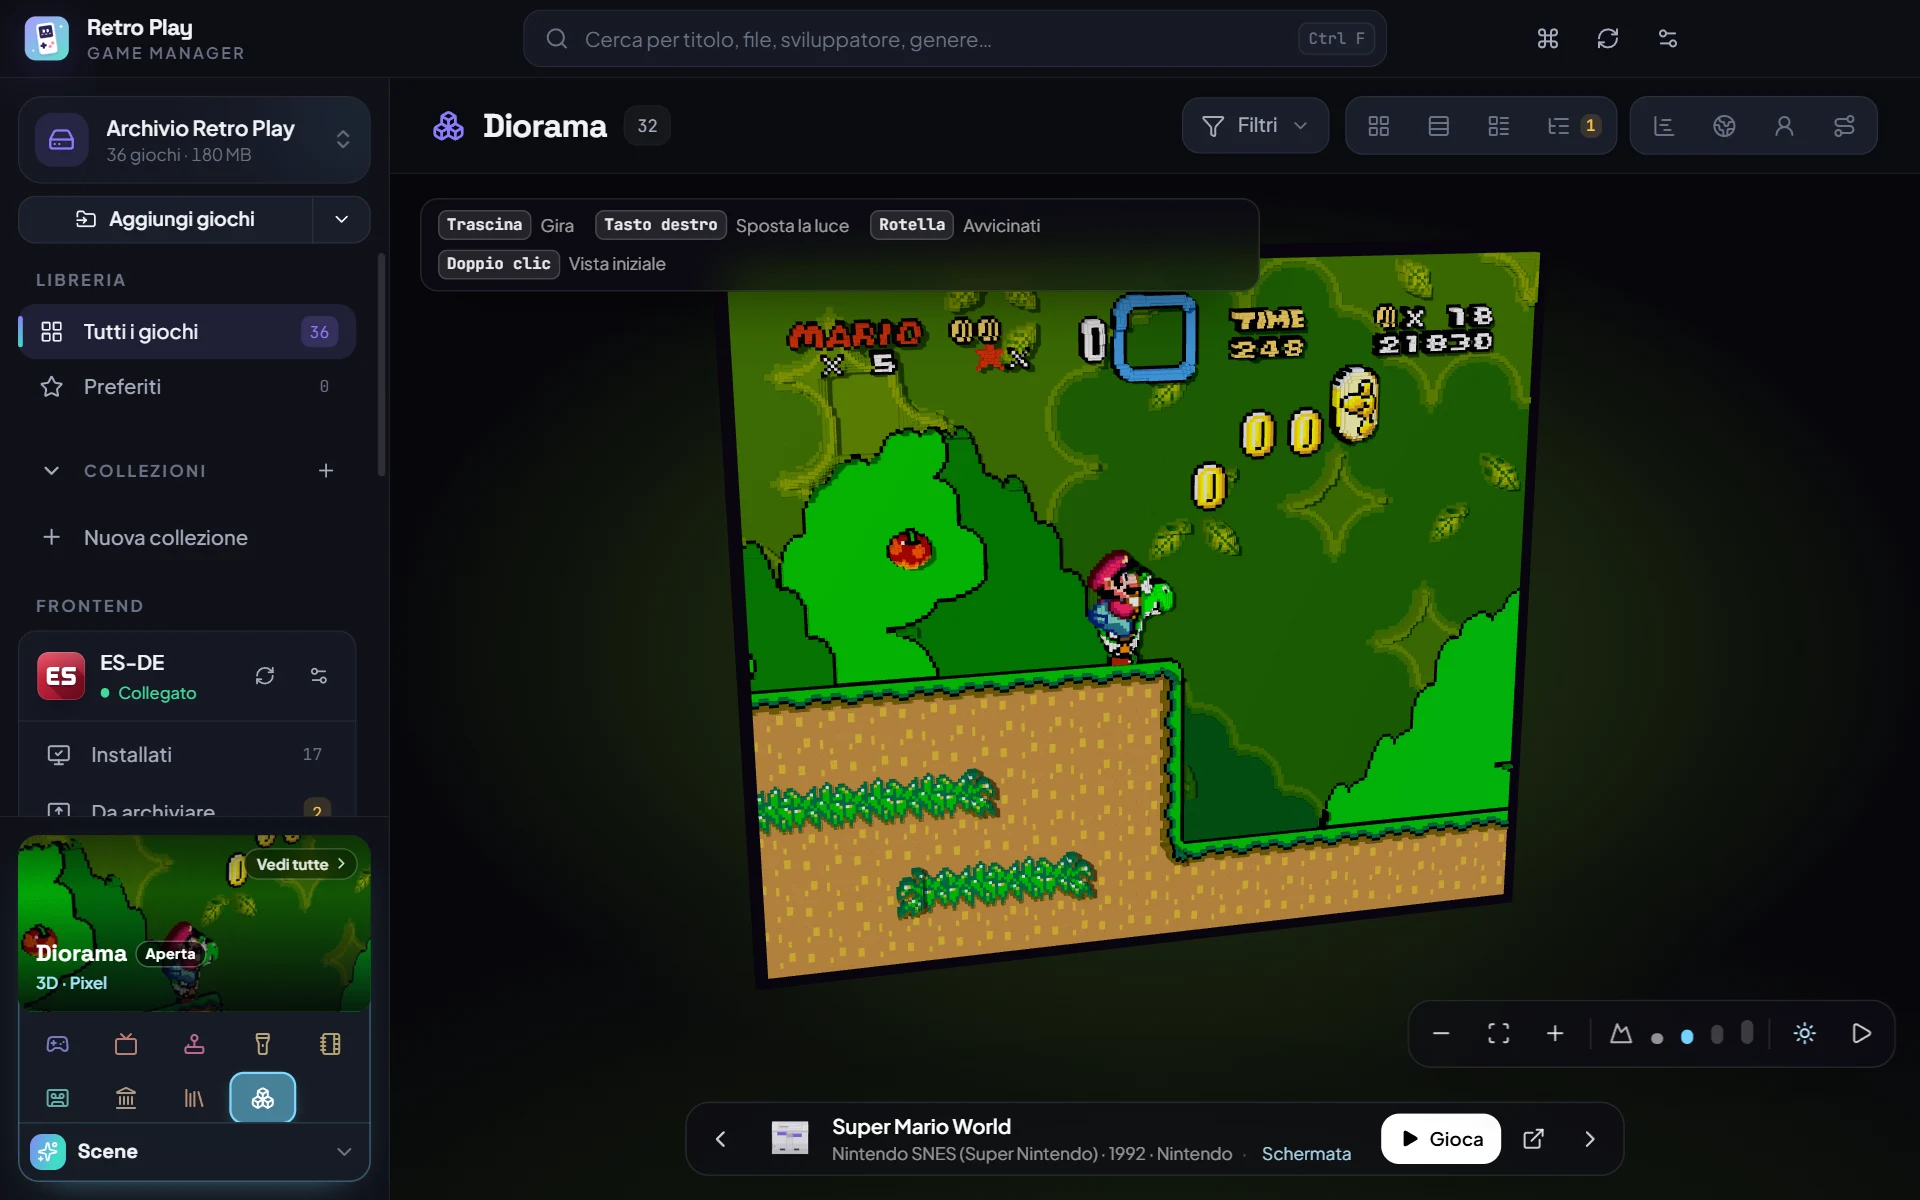 Retro Play
GAME MANAGER
Cerca per titolo, file, sviluppatore, genere...
Ctrl F
Archivio Retro Play
36 giochi · 180 MB
Aggiungi giochi
LIBRERIA
Tutti i giochi 36
Preferiti 0
COLLEZIONI
Nuova collezione
FRONTEND
ES
ES-DE
Collegato
Installati 17
Da archiviare 2
Vedi tutte
Diorama Aperta
3D · Pixel
Scene
Diorama 32
Filtri
1
Trascina Gira Tasto destro Sposta la luce Rotella Avvicinati
Doppio clic Vista iniziale
MARIO 0 TIME X 18
X 5 X 248 21830
Super Mario World
Nintendo SNES (Super Nintendo) · 1992 · Nintendo · Schermata
Gioca